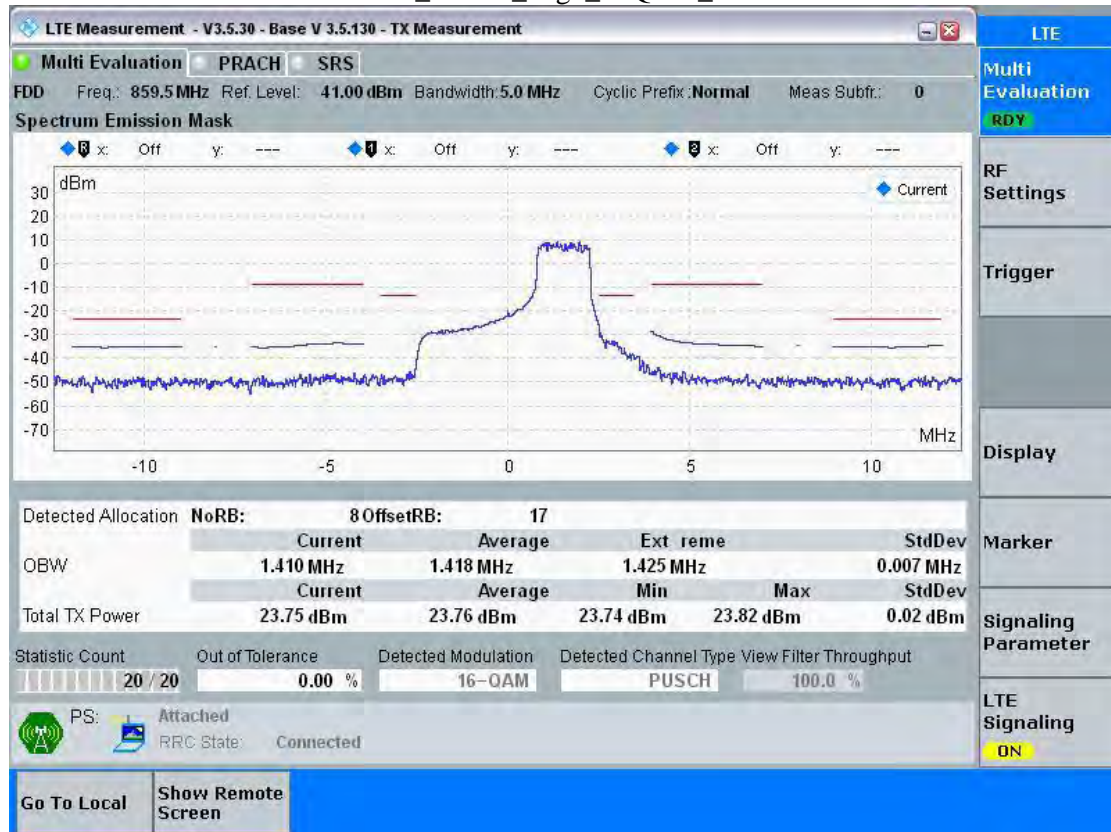 LTE Measurement - V3.5.30 - Base V 3.5.130 - TX Measurement
LTE
Multi Evaluation PRACH SRS
FDD Freq.: 859.5 MHz Ref. Level: 41.00 dBm Bandwidth: 5.0 MHz Cyclic Prefix : Normal Meas Subfr.: 0
Spectrum Emission Mask
R x: Off y: --- 1 x: Off y: --- 2 x: Off y: ---
dBm
Current
30
20
10
0
-10
-20
-30
-40
-50
-60
-70
MHz
-10 -5 0 5 10
Detected Allocation NoRB: 8 OffsetRB: 17
Current Average Ext reme StdDev
OBW 1.410 MHz 1.418 MHz 1.425 MHz 0.007 MHz
Current Average Min Max StdDev
Total TX Power 23.75 dBm 23.76 dBm 23.74 dBm 23.82 dBm 0.02 dBm
Statistic Count Out of Tolerance Detected Modulation Detected Channel Type View Filter Throughput
20 / 20 0.00 % 16-QAM PUSCH 100.0 %
PS: Attached
RRC State: Connected
Multi
Evaluation
RDY
RF
Settings
Trigger
Display
Marker
Signaling
Parameter
LTE
Signaling
ON
Go To Local
Show Remote
Screen